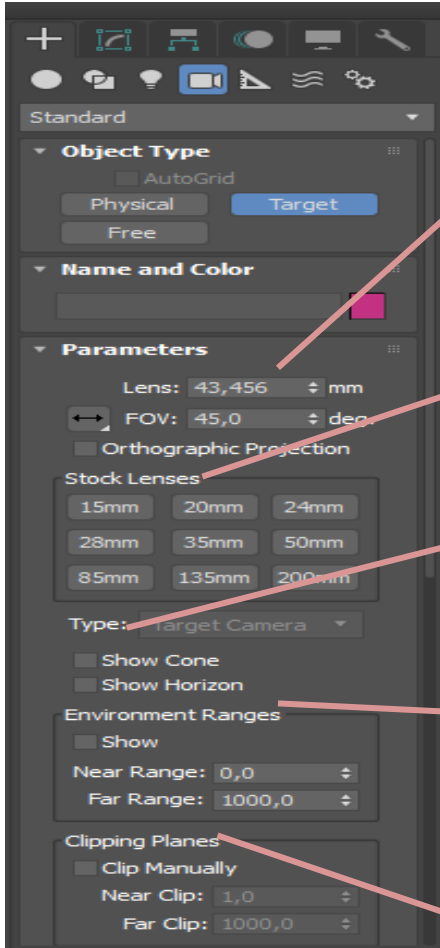 Standard
Object Type
AutoGrid
Physical Target
Free
Name and Color
Parameters
Lens: 43,456 mm
FOV: 45,0 deg.
Orthographic Projection
Stock Lenses
15mm 20mm 24mm
28mm 35mm 50mm
85mm 135mm 200mm
Type: Target Camera
Show Cone
Show Horizon
Environment Ranges
Show
Near Range: 0,0
Far Range: 1000,0
Clipping Planes
Clip Manually
Near Clip: 1,0
Far Clip: 1000,0